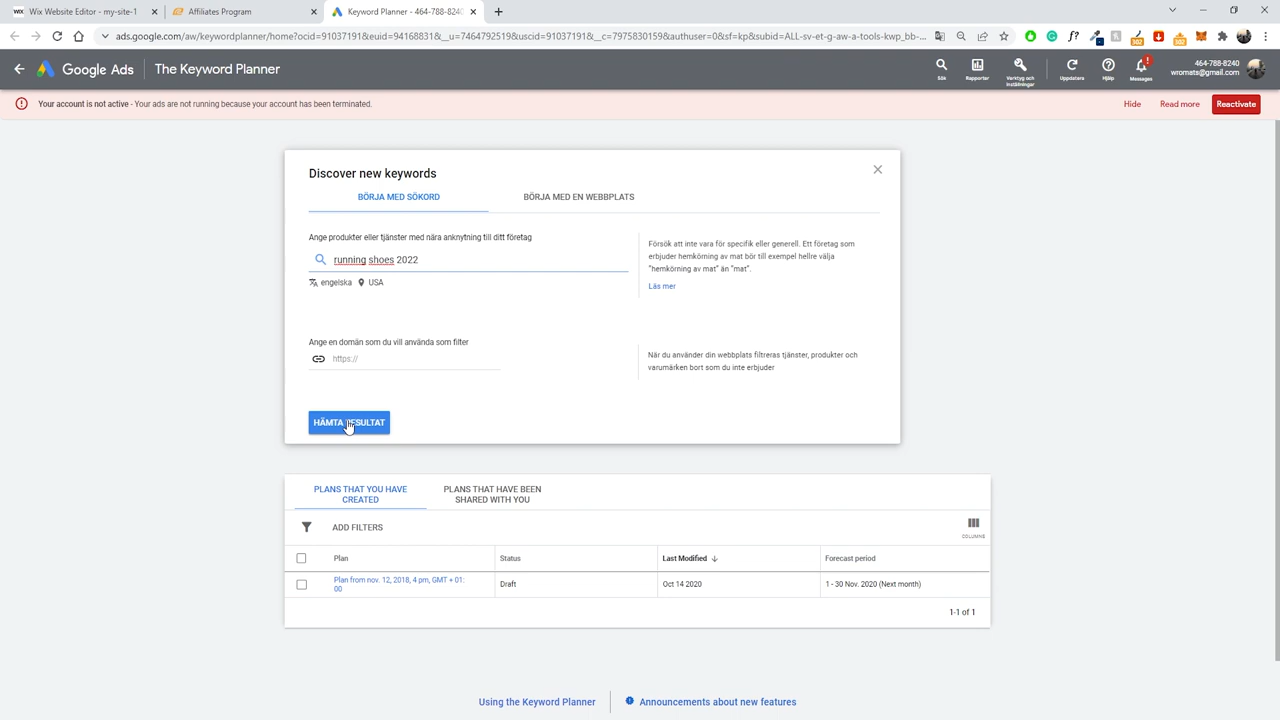 Wix Website Editor - my-site-1
Affiliates Program
Keyword Planner - 464-788-8240
ads.google.com/aw/keywordplanner/home?ocid=91037191&euid=94168831&__u=7464792519&uscid=91037191&__c=7975830159&authuser=0&sf=kp&subid=ALL-sv-et-g-aw-a-tools-kwp_bb-...
Google Ads
The Keyword Planner
Sök
Rapporter
Verktyg och inställningar
Uppdatera
Hjälp
Messages
464-788-8240
wromats@gmail.com
Your account is not active - Your ads are not running because your account has been terminated.
Hide
Read more
Reactivate
Discover new keywords
BÖRJA MED SÖKORD
BÖRJA MED EN WEBBPLATS
Ange produkter eller tjänster med nära anknytning till ditt företag
running shoes 2022
engelska
USA
Försök att inte vara för specifik eller generell. Ett företag som
erbjuder hemkörning av mat bör till exempel hellre välja
"hemkörning av mat" än "mat".
Läs mer
Ange en domän som du vill använda som filter
https://
När du använder din webbplats filtreras tjänster, produkter och
varumärken bort som du inte erbjuder
HÄMTA RESULTAT
PLANS THAT YOU HAVE
CREATED
PLANS THAT HAVE BEEN
SHARED WITH YOU
ADD FILTERS
COLUMNS
Plan
Status
Last Modified
Forecast period
Plan from nov. 12, 2018, 4 pm, GMT + 01:
00
Draft
Oct 14 2020
1 - 30 Nov. 2020 (Next month)
1-1 of 1
Using the Keyword Planner
Announcements about new features